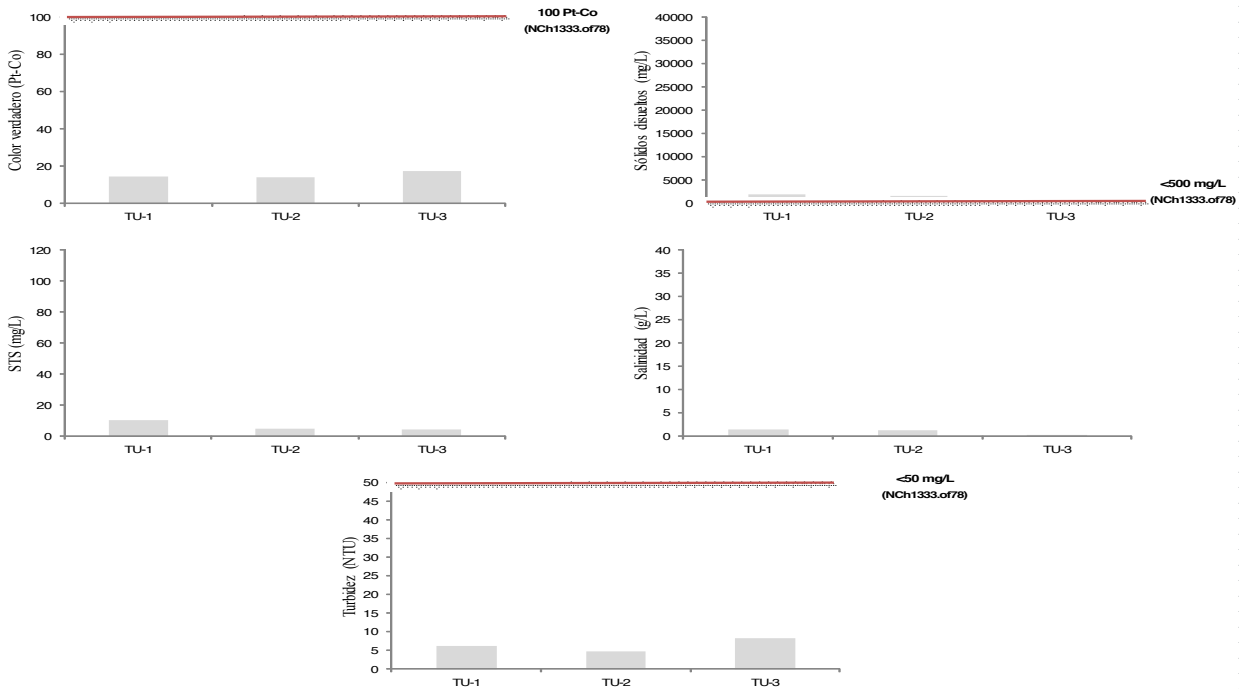 100 Pt-Co
(NCh1333.of78)
Color verdadero (Pt-Co)
100
80
60
40
20
0
TU-1 TU-2 TU-3
Sólidos disueltos (mg/L)
40000
35000
30000
25000
20000
15000
10000
5000
0
<500 mg/L
(NCh1333.of78)
TU-1 TU-2 TU-3
STS (mg/L)
120
100
80
60
40
20
0
TU-1 TU-2 TU-3
Salinidad (g/L)
40
35
30
25
20
15
10
5
0
TU-1 TU-2 TU-3
<50 mg/L
(NCh1333.of78)
Turbidez (NTU)
50
45
40
35
30
25
20
15
10
5
0
TU-1 TU-2 TU-3